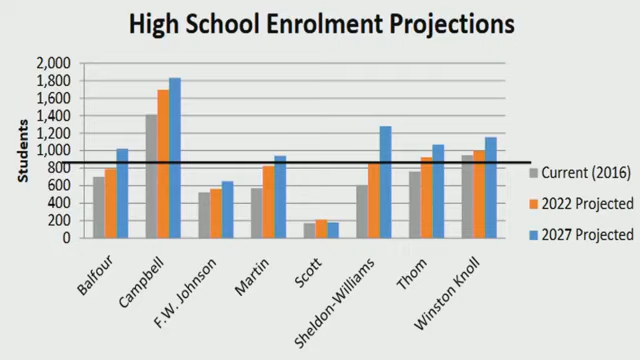 High School Enrolment Projections
Students
2,000
1,800
1,600
1,400
1,200
1,000
800
600
400
200
0
Balfour
Campbell
F.W. Johnson
Martin
Scott
Sheldon-Williams
Thom
Winston Knoll
Current (2016)
2022 Projected
2027 Projected